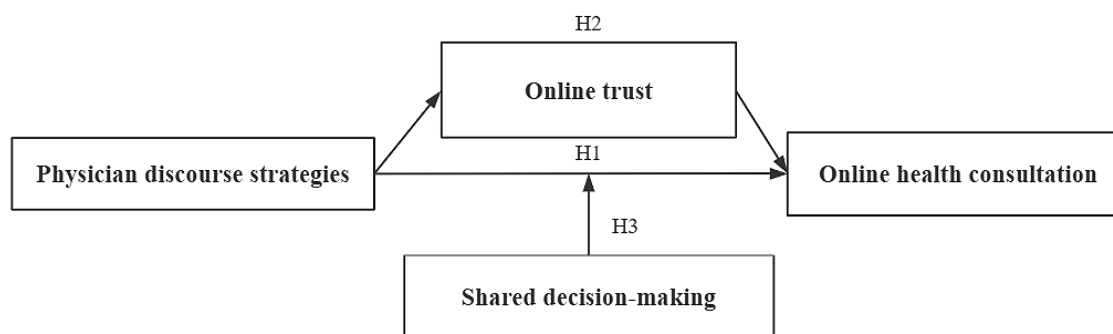 H2
Online trust
H1
Physician discourse strategies
Online health consultation
H3
Shared decision-making